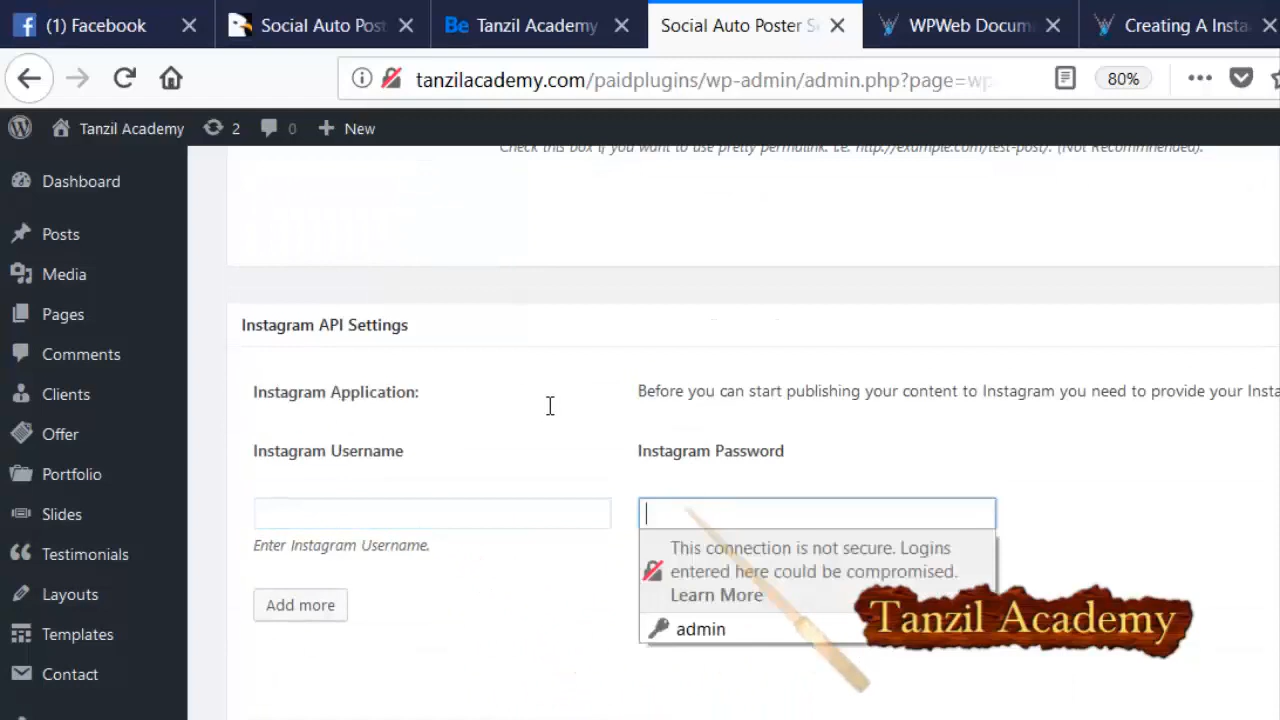 (1) Facebook
Social Auto Post
Tanzil Academy
Social Auto Poster Se
WPWeb Docum
Creating A Insta
tanzilacademy.com/paidplugins/wp-admin/admin.php?page=wp-
80%
Tanzil Academy
2
0
New
Check this box if you want to use pretty permalink. i.e. http://example.com/test-post/. (Not Recommended).
Dashboard
Posts
Media
Pages
Comments
Clients
Offer
Portfolio
Slides
Testimonials
Layouts
Templates
Contact
Instagram API Settings
Instagram Application:
Before you can start publishing your content to Instagram you need to provide your Insta
Instagram Username
Instagram Password
Enter Instagram Username.
Add more
This connection is not secure. Logins
entered here could be compromised.
Learn More
admin
Tanzil Academy